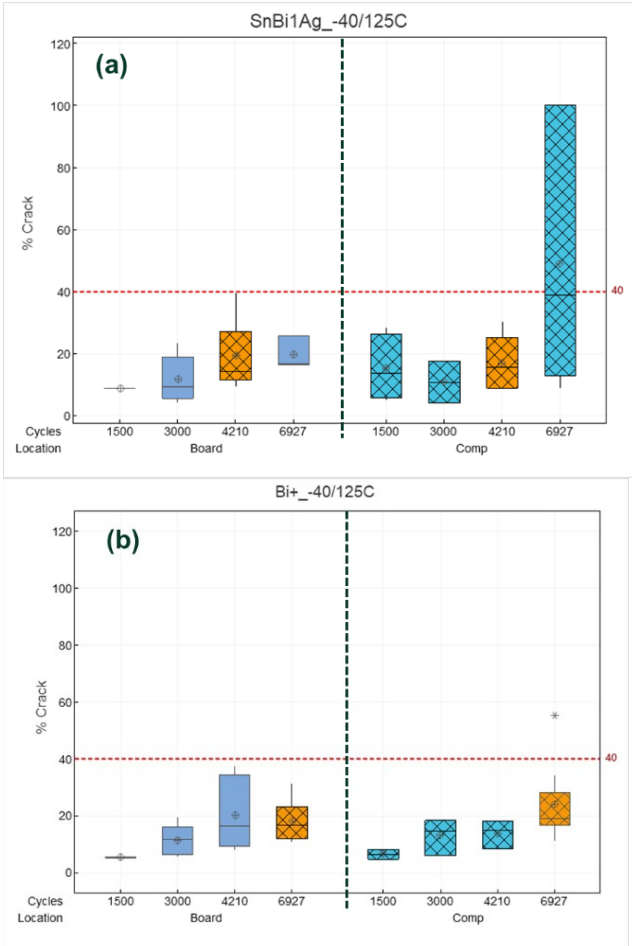 SnBi1Ag_-40/125C
(a)
120
100
80
60
40
20
0
% Crack
40
Cycles 1500 3000 4210 6927 1500 3000 4210 6927
Location Board Comp
Bi+_-40/125C
(b)
120
100
80
60
40
20
0
% Crack
40
Cycles 1500 3000 4210 6927 1500 3000 4210 6927
Location Board Comp